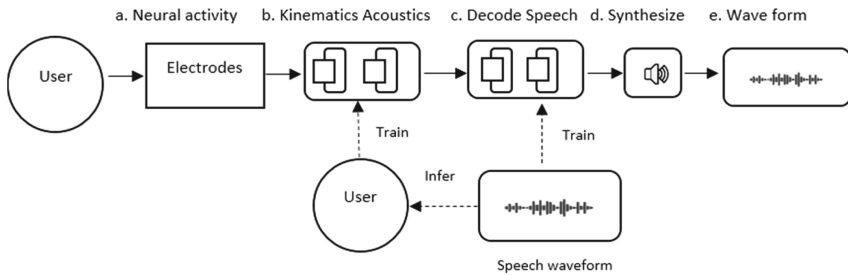 a. Neural activity b. Kinematics Acoustics c. Decode Speech d. Synthesize e. Wave form
User
Electrodes
Train
Train
Infer
User
Speech waveform